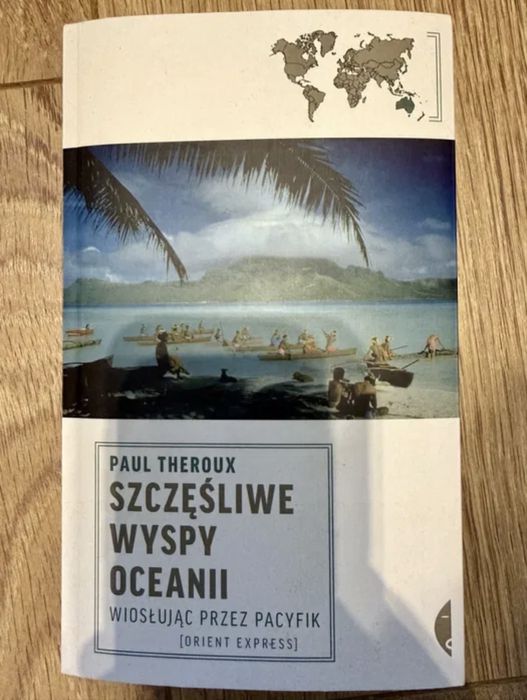 PAUL THEROUX
SZCZĘŚLIWE
WYSPY
OCEANII
WIOSŁUJĄC PRZEZ PACYFIK
[ORIENT EXPRESS]